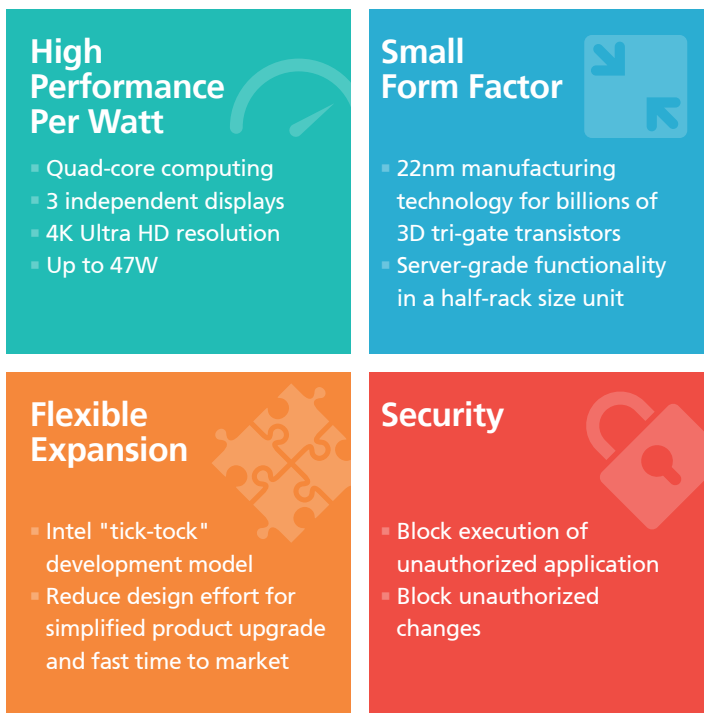 High
Performance
Per Watt
Quad-core computing
3 independent displays
4K Ultra HD resolution
Up to 47W
Small
Form Factor
22nm manufacturing
technology for billions of
3D tri-gate transistors
Server-grade functionality
in a half-rack size unit
Flexible
Expansion
Intel "tick-tock"
development model
Reduce design effort for
simplified product upgrade
and fast time to market
Security
Block execution of
unauthorized application
Block unauthorized
changes